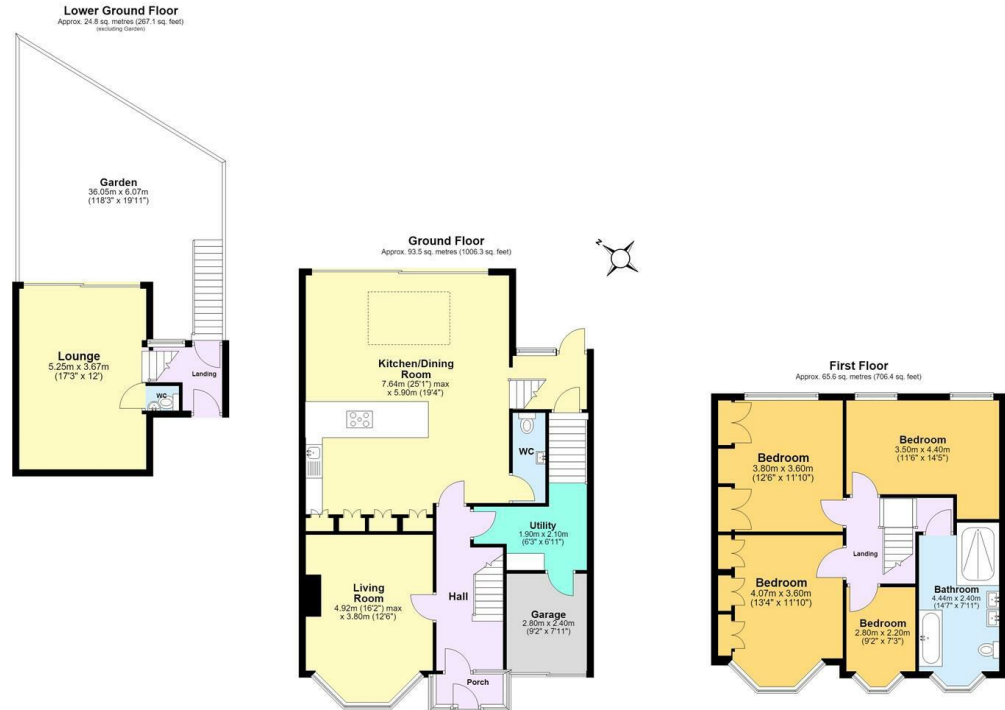 Lower Ground Floor
Approx. 24.8 sq. metres (267.1 sq. feet)
(excluding Garden)
Garden
36.05m x 6.07m
(118'3" x 19'11")
Lounge
5.25m x 3.67m
(17'3" x 12')
Landing
WC
Ground Floor
Approx. 93.5 sq. metres (1006.3 sq. feet)
N
Kitchen/Dining
Room
7.64m (25'1") max
x 5.90m (19'4")
WC
Utility
1.90m x 2.10m
(6'3" x 6'11")
Living
Room
4.92m (16'2") max
x 3.80m (12'6")
Hall
Garage
2.80m x 2.40m
(9'2" x 7'11")
Porch
First Floor
Approx. 65.6 sq. metres (706.4 sq. feet)
Bedroom
3.80m x 3.60m
(12'6" x 11'10")
Bedroom
3.50m x 4.40m
(11'6" x 14'5")
Landing
Bedroom
4.07m x 3.60m
(13'4" x 11'10")
Bedroom
2.80m x 2.20m
(9'2" x 7'3")
Bathroom
4.44m x 2.40m
(14'7" x 7'11")